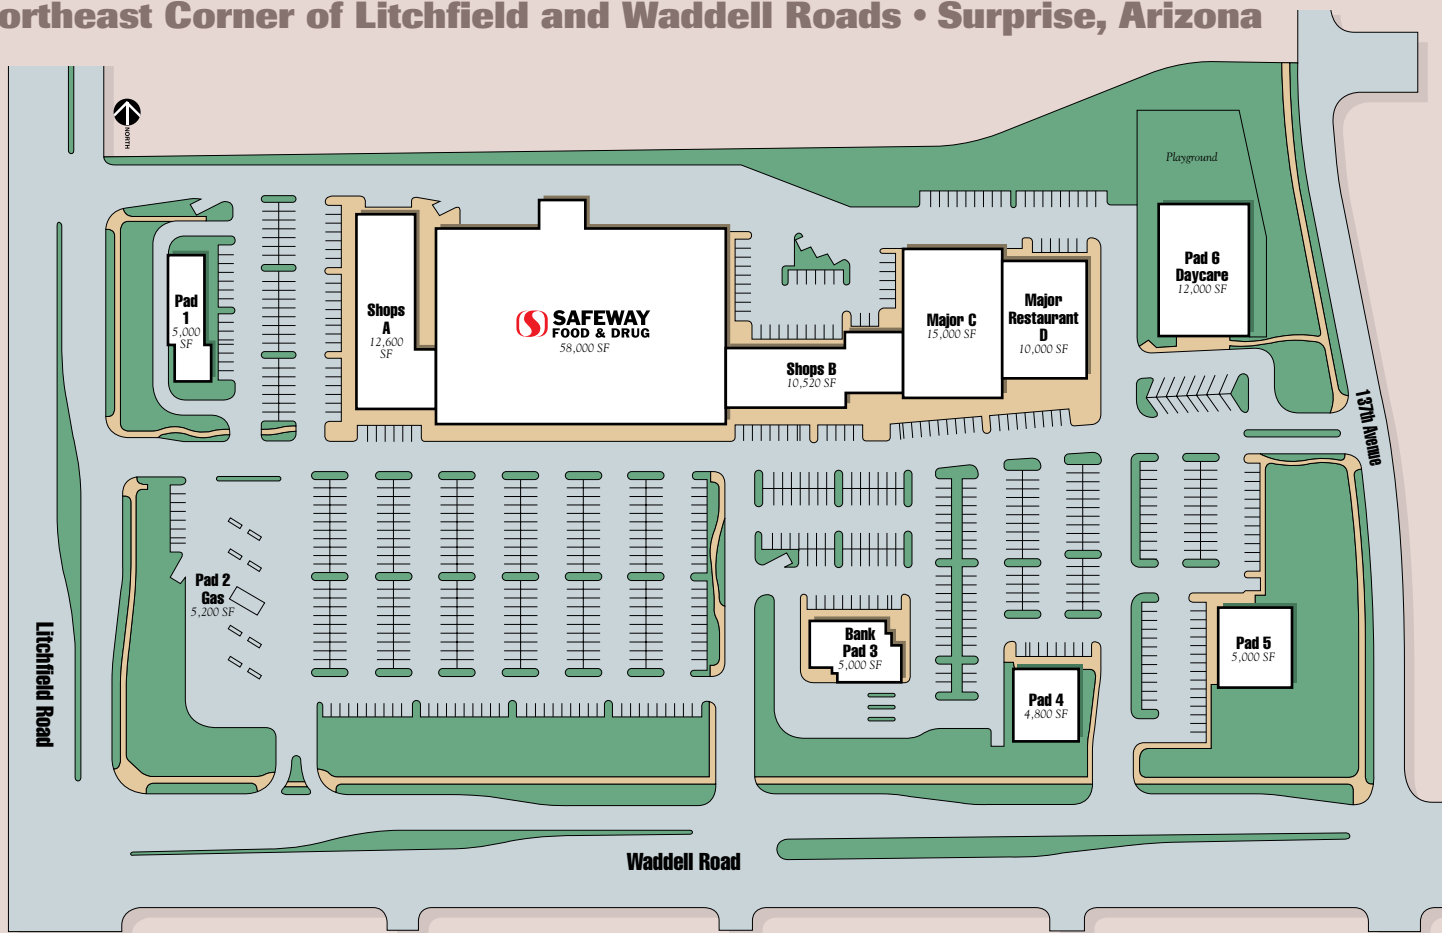 ortheast Corner of Litchfield and Waddell Roads • Surprise, Arizona
NORTH
Playground
Pad 6
Daycare
12,000 SF
Pad
1
5,000
SF
Shops
A
12,600
SF
SAFEWAY
FOOD & DRUG
58,000 SF
Shops B
10,520 SF
Major C
15,000 SF
Major
Restaurant
D
10,000 SF
137th Avenue
Pad 2
Gas
5,200 SF
Bank
Pad 3
5,000 SF
Pad 4
4,800 SF
Pad 5
5,000 SF
Litchfield Road
Waddell Road